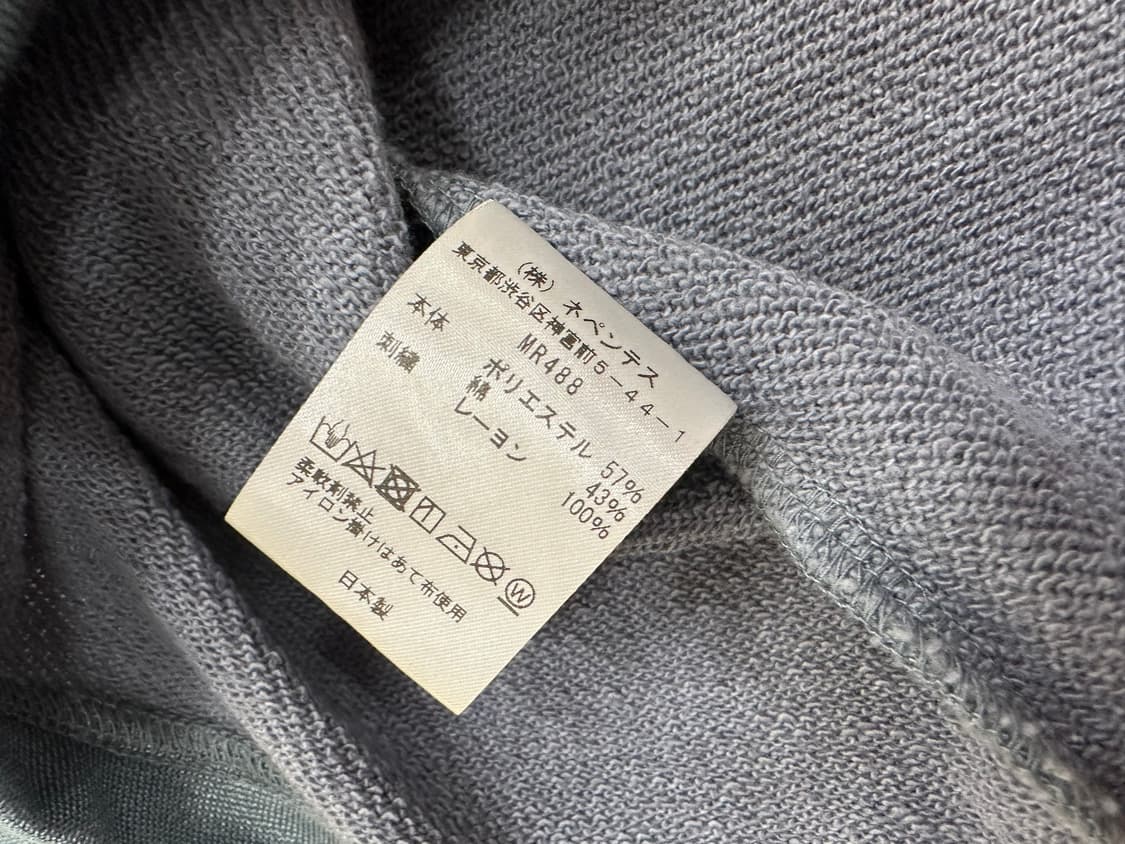 (株) ネペンテス
東京都渋谷区神宮前5-44-1
MR488
本体 ポリエステル 57%
綿 43%
刺繍 レーヨン 100%
柔軟剤禁止
アイロン掛けはあて布使用
日本製
W